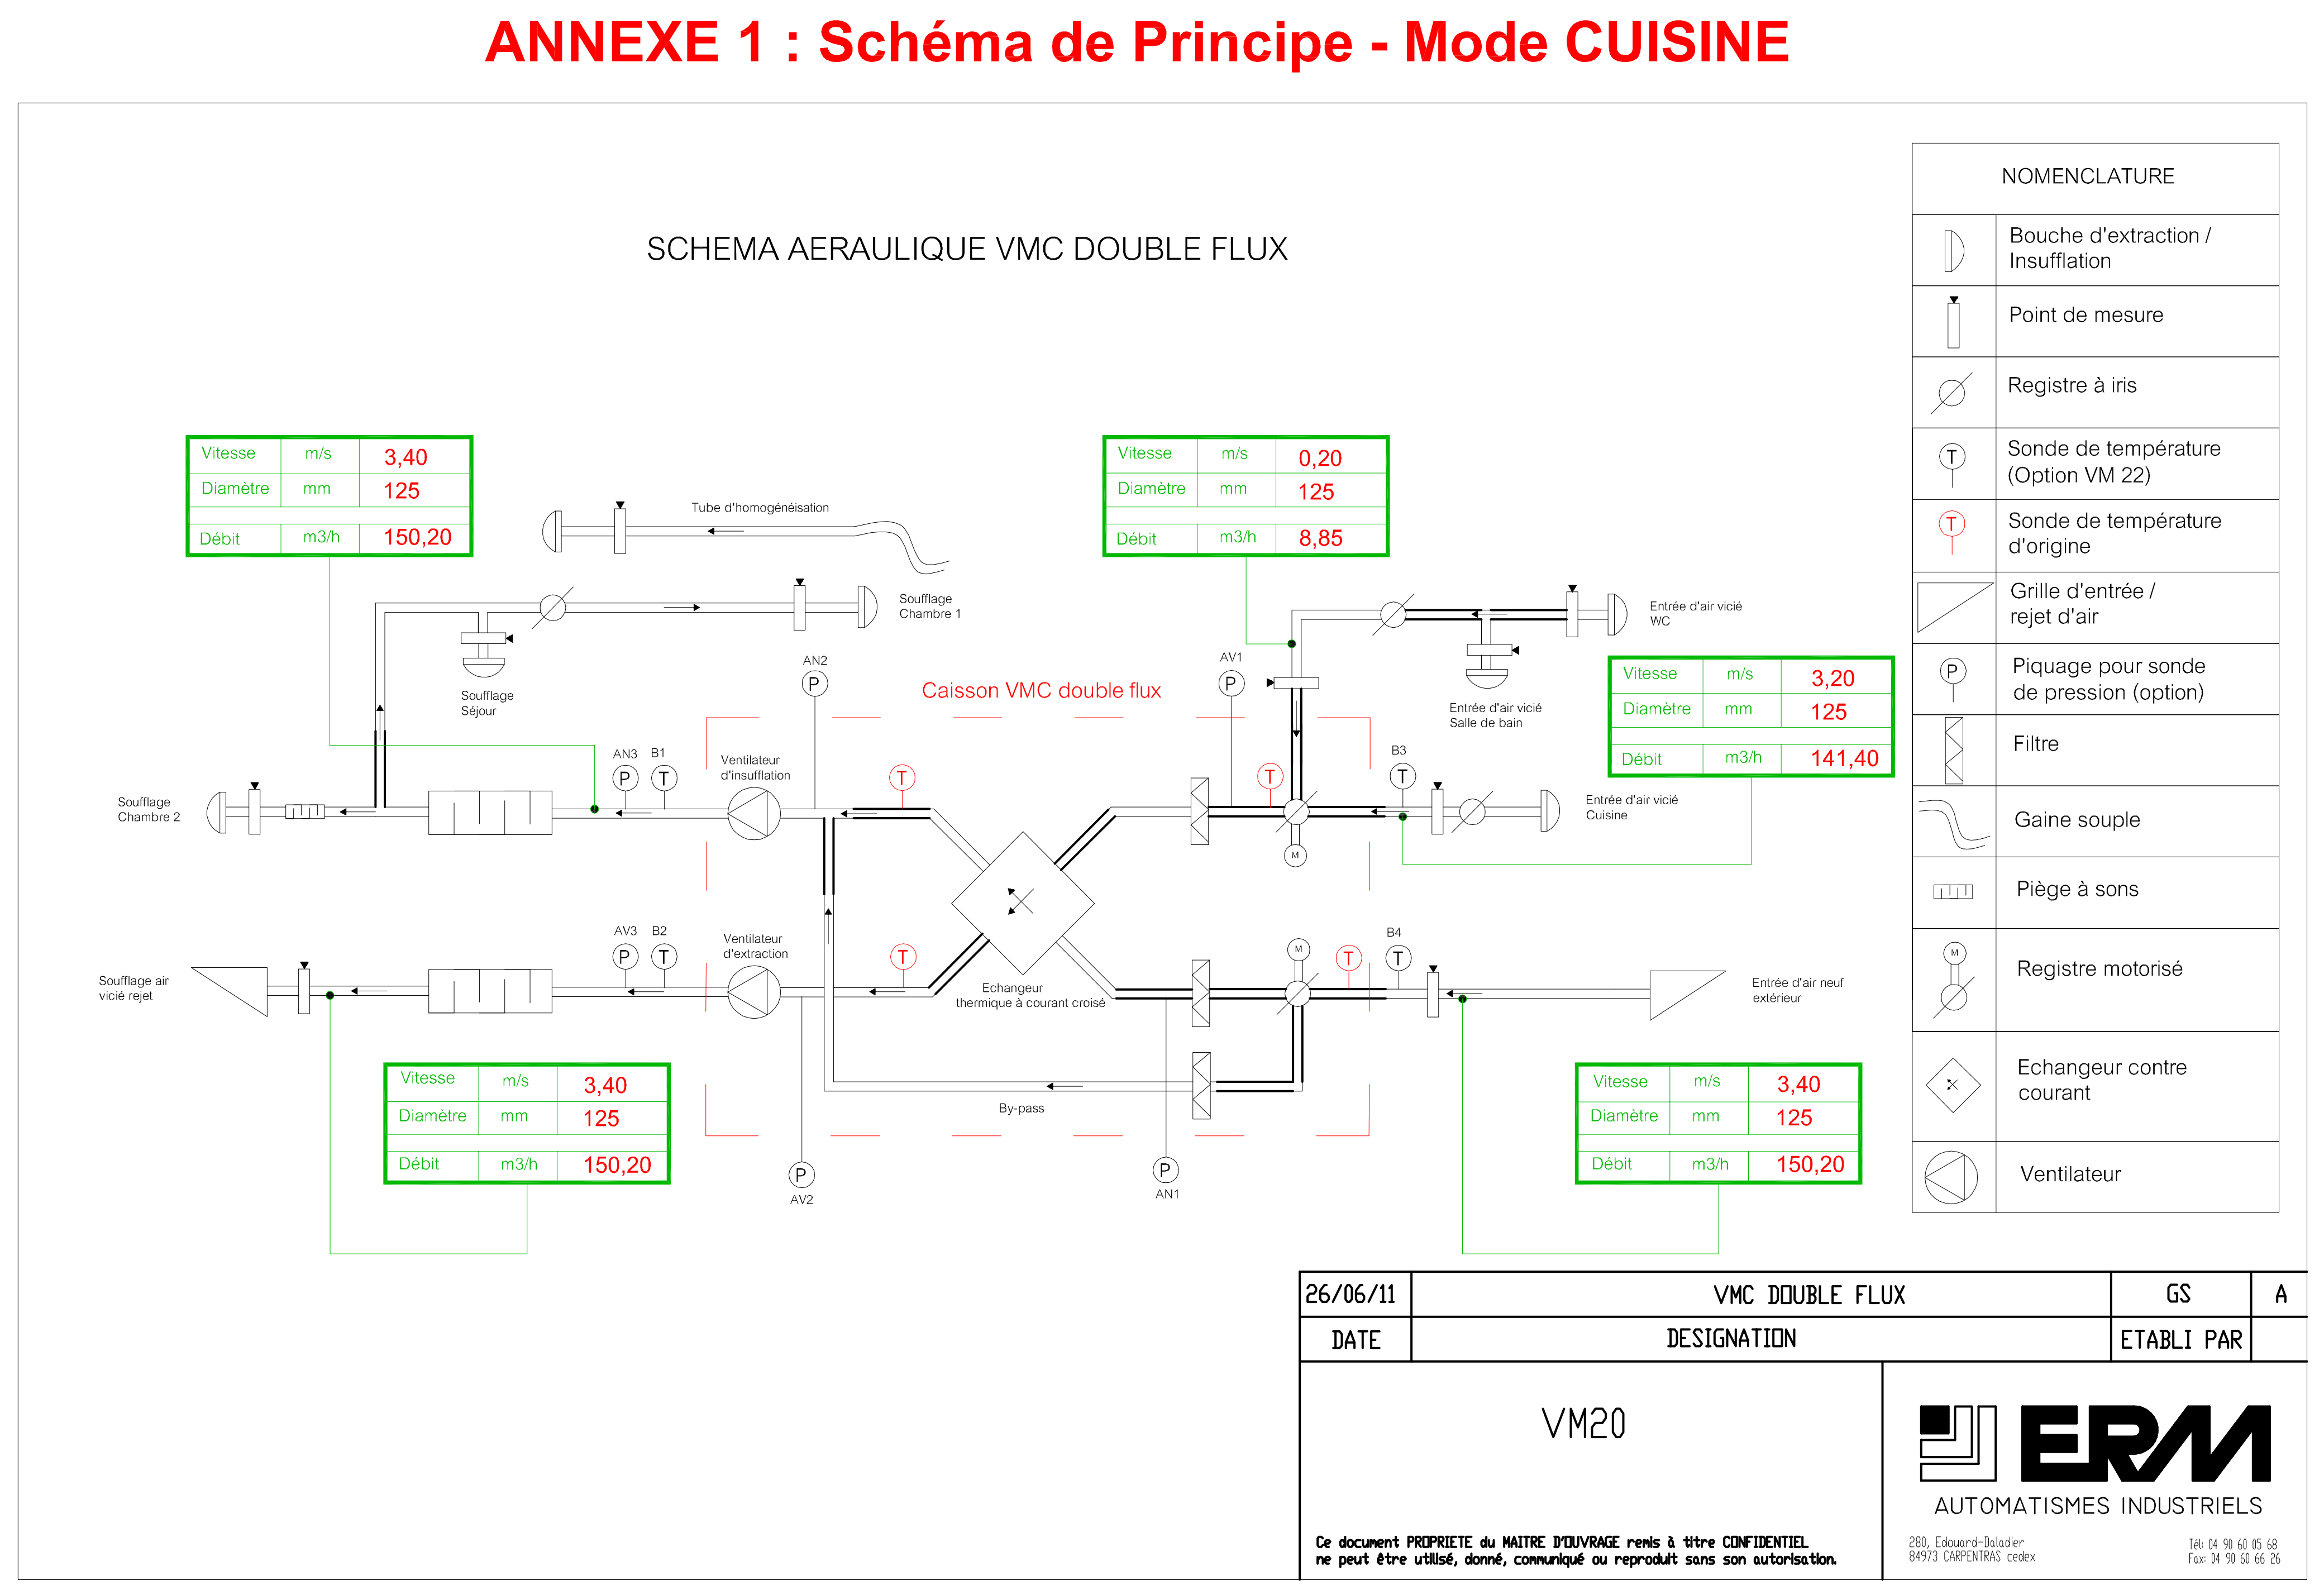 ANNEXE 1 : Schéma de Principe - Mode CUISINE
SCHEMA AERAULIQUE VMC DOUBLE FLUX
Vitesse m/s 3,40
Diamètre mm 125
Débit m3/h 150,20
Vitesse m/s 0,20
Diamètre mm 125
Débit m3/h 8,85
Tube d'homogénéisation
Soufflage
Chambre 1
Entrée d'air vicié
WC
Soufflage
Séjour
AN2
P
Caisson VMC double flux
AV1
P
Entrée d'air vicié
Salle de bain
Vitesse m/s 3,20
Diamètre mm 125
Débit m3/h 141,40
AN3 B1
P T
Ventilateur
d'insufflation
T
T
B3
T
Soufflage
Chambre 2
Entrée d'air vicié
Cuisine
M
AV3 B2
P T
Ventilateur
d'extraction
T
M
T
B4
T
Soufflage air
vicié rejet
Echangeur
thermique à courant croisé
Entrée d'air neuf
extérieur
By-pass
Vitesse m/s 3,40
Diamètre mm 125
Débit m3/h 150,20
P
AV2
P
AN1
Vitesse m/s 3,40
Diamètre mm 125
Débit m3/h 150,20
NOMENCLATURE
Bouche d'extraction /
Insufflation
Point de mesure
Registre à iris
T
Sonde de température
(Option VM 22)
T
Sonde de température
d'origine
Grille d'entrée /
rejet d'air
P
Piquage pour sonde
de pression (option)
Filtre
Gaine souple
Piège à sons
M
Registre motorisé
Echangeur contre
courant
Ventilateur
26/06/11 VMC DOUBLE FLUX GS A
DATE DESIGNATION ETABLI PAR
VM20
Ce document PROPRIETE du MAITRE D'OUVRAGE remis à titre CONFIDENTIEL
ne peut être utilisé, donné, communiqué ou reproduit sans son autorisation.
ERM
AUTOMATISMES INDUSTRIELS
280, Edouard-Daladier
84973 CARPENTRAS cedex
Tél: 04 90 60 05 68
Fax: 04 90 60 66 26